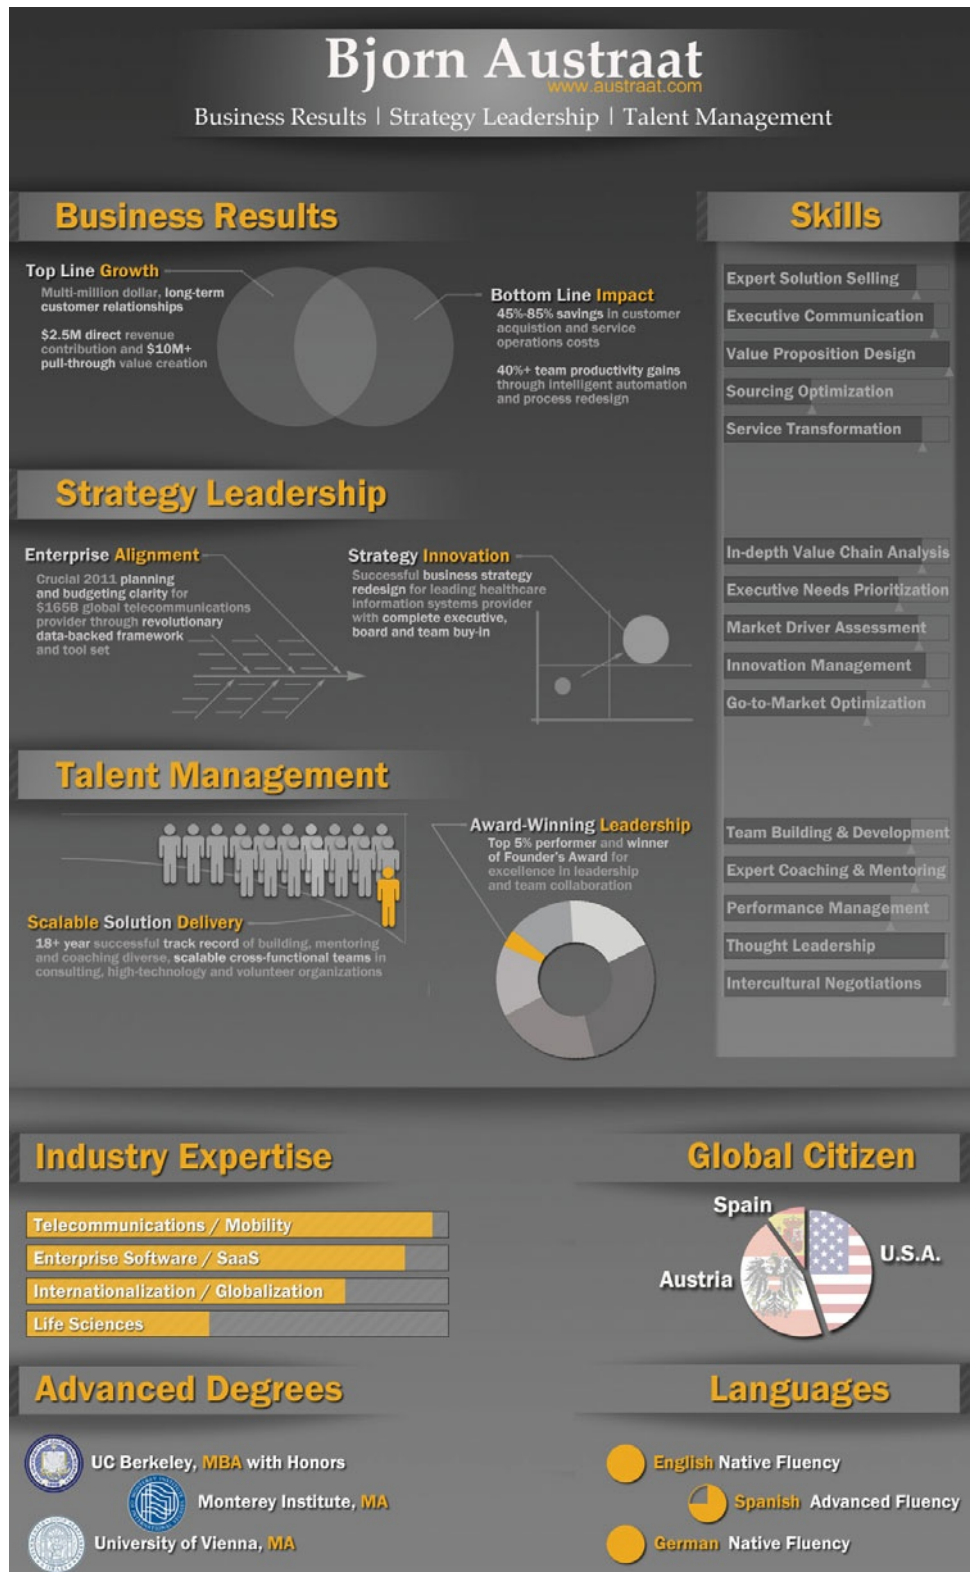 Bjorn Austraat
www.austraat.com
Business Results | Strategy Leadership | Talent Management
Business Results
Top Line Growth
Multi-million dollar, long-term
customer relationships
$2.5M direct revenue
contribution and $10M+
pull-through value creation
Bottom Line Impact
45%-85% savings in customer
acquistion and service
operations costs
40%+ team productivity gains
through intelligent automation
and process redesign
Skills
Expert Solution Selling
Executive Communication
Value Proposition Design
Sourcing Optimization
Service Transformation
Strategy Leadership
Enterprise Alignment
Crucial 2011 planning
and budgeting clarity for
$165B global telecommunications
provider through revolutionary
data-backed framework
and tool set
Strategy Innovation
Successful business strategy
redesign for leading healthcare
information systems provider
with complete executive,
board and team buy-in
In-depth Value Chain Analysis
Executive Needs Prioritization
Market Driver Assessment
Innovation Management
Go-to-Market Optimization
Talent Management
Scalable Solution Delivery
18+ year successful track record of building, mentoring
and coaching diverse, scalable cross-functional teams in
consulting, high-technology and volunteer organizations
Award-Winning Leadership
Top 5% performer and winner
of Founder's Award for
excellence in leadership
and team collaboration
Team Building & Development
Expert Coaching & Mentoring
Performance Management
Thought Leadership
Intercultural Negotiations
Industry Expertise
Telecommunications / Mobility
Enterprise Software / SaaS
Internationalization / Globalization
Life Sciences
Global Citizen
Spain
U.S.A.
Austria
Advanced Degrees
UC Berkeley, MBA with Honors
Monterey Institute, MA
University of Vienna, MA
Languages
English Native Fluency
Spanish Advanced Fluency
German Native Fluency